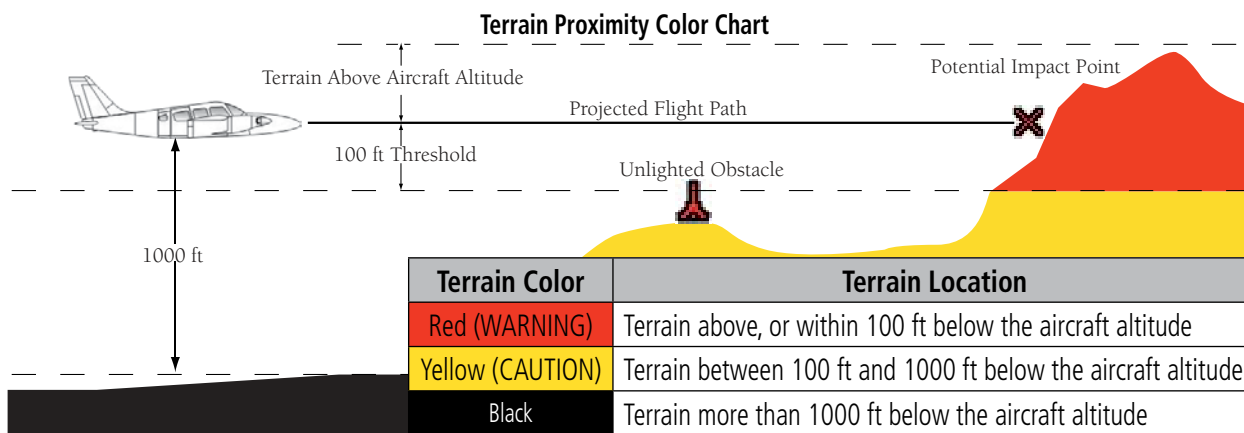 Terrain Proximity Color Chart
Terrain Above Aircraft Altitude
Potential Impact Point
Projected Flight Path
100 ft Threshold
Unlighted Obstacle
1000 ft
Terrain Color Terrain Location
Red (WARNING) Terrain above, or within 100 ft below the aircraft altitude
Yellow (CAUTION) Terrain between 100 ft and 1000 ft below the aircraft altitude
Black Terrain more than 1000 ft below the aircraft altitude